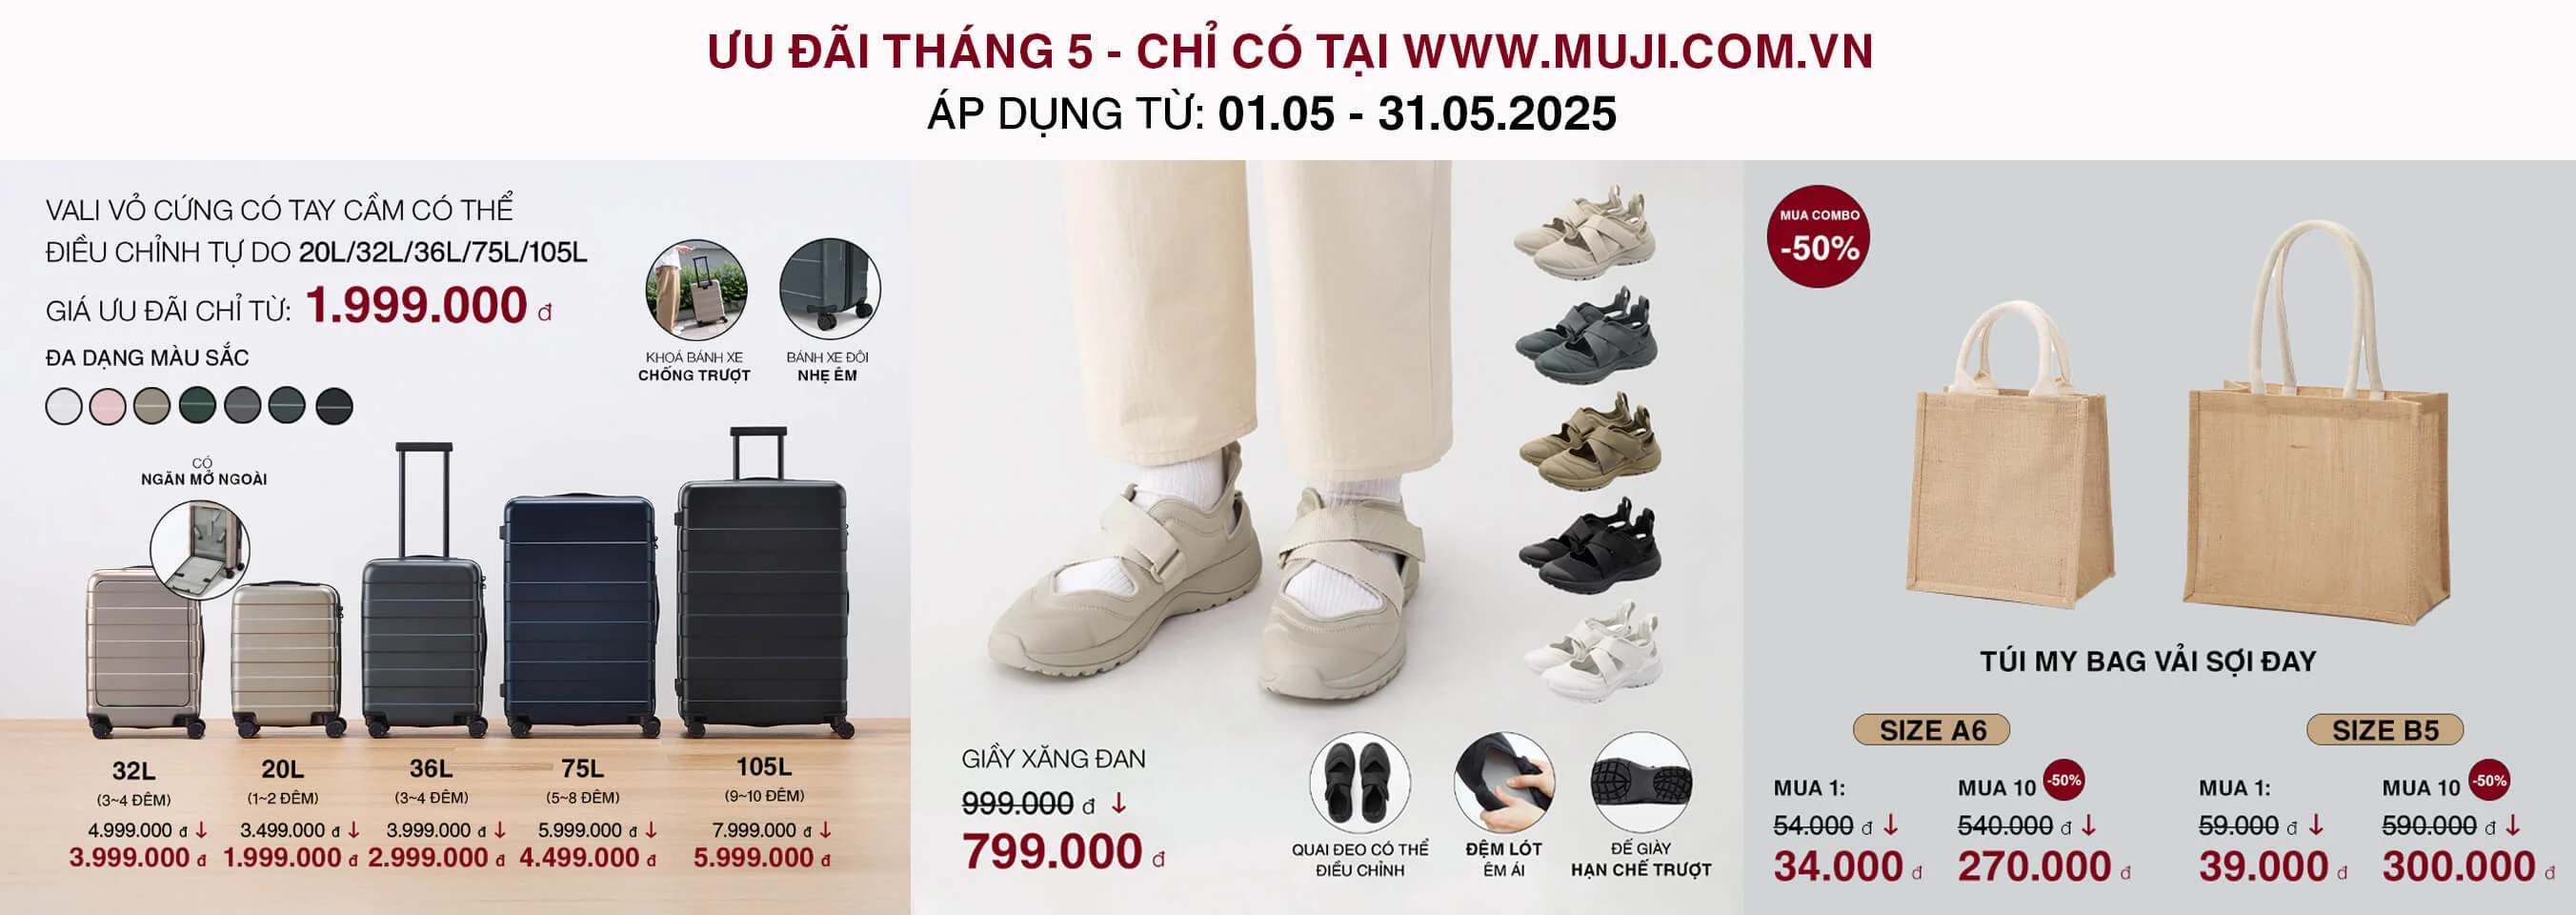 ƯU ĐÃI THÁNG 5 - CHỈ CÓ TẠI WWW.MUJI.COM.VN
ÁP DỤNG TỪ: 01.05 - 31.05.2025
VALI VỎ CỨNG CÓ TAY CẦM CÓ THỂ
ĐIỀU CHỈNH TỰ DO 20L/32L/36L/75L/105L
GIÁ ƯU ĐÃI CHỈ TỪ: 1.999.000 đ
ĐA DẠNG MÀU SẮC
KHOÁ BÁNH XE
CHỐNG TRƯỢT
BÁNH XE ĐÔI
NHẸ ÊM
CÓ
NGĂN MỞ NGOÀI
32L
(3~4 ĐÊM)
4.999.000 đ ↓
3.999.000 đ
20L
(1~2 ĐÊM)
3.499.000 đ ↓
1.999.000 đ
36L
(3~4 ĐÊM)
3.999.000 đ ↓
2.999.000 đ
75L
(5~8 ĐÊM)
5.999.000 đ ↓
4.499.000 đ
105L
(9~10 ĐÊM)
7.999.000 đ ↓
5.999.000 đ
GIẦY XĂNG ĐAN
999.000 đ ↓
799.000 đ
QUAI ĐEO CÓ THỂ
ĐIỀU CHỈNH
ĐỆM LÓT
ÊM ÁI
ĐẾ GIÀY
HẠN CHẾ TRƯỢT
MUA COMBO
-50%
TÚI MY BAG VẢI SỢI ĐAY
SIZE A6
MUA 1:
54.000 đ ↓
34.000 đ
MUA 10 -50%
540.000 đ ↓
270.000 đ
SIZE B5
MUA 1:
59.000 đ ↓
39.000 đ
MUA 10 -50%
590.000 đ ↓
300.000 đ